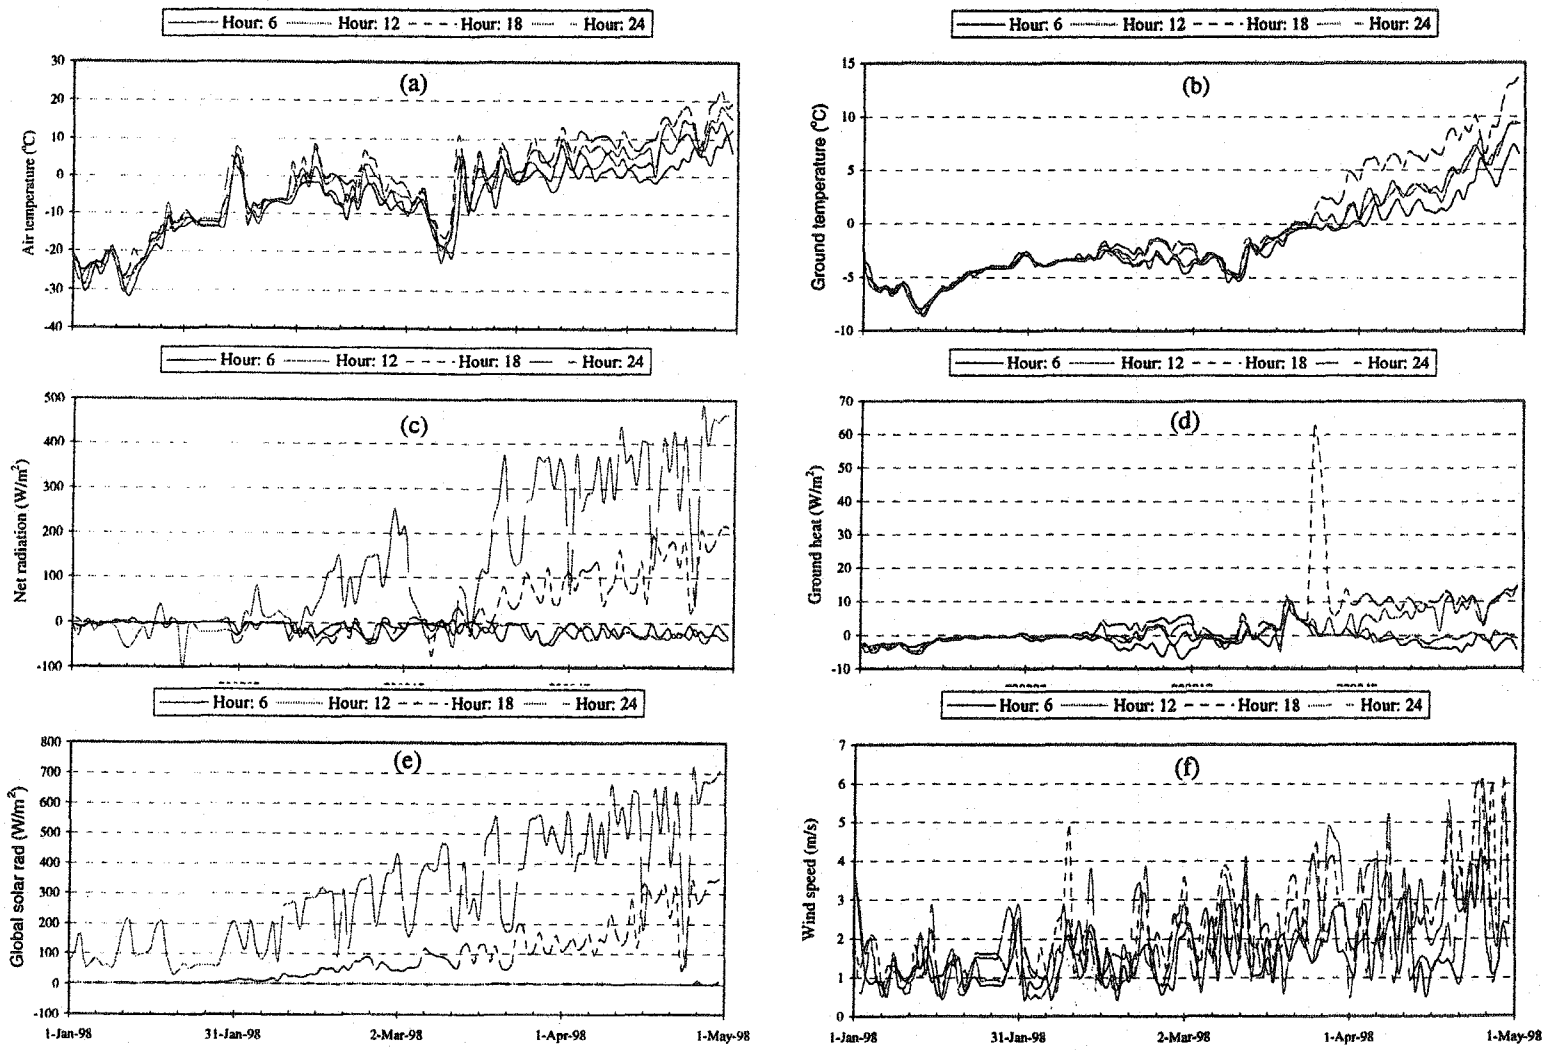 Hour: 6 Hour: 12 Hour: 18 Hour: 24
Hour: 6 Hour: 12 Hour: 18 Hour: 24
(a)
Air temperature (°C)
30
20
10
0
-10
-20
-30
-40
(b)
Ground temperature (°C)
15
10
5
0
-5
-10
Hour: 6 Hour: 12 Hour: 18 Hour: 24
Hour: 6 Hour: 12 Hour: 18 Hour: 24
(c)
Net radiation (W/m²)
500
400
300
200
100
0
-100
(d)
Ground heat (W/m²)
70
60
50
40
30
20
10
0
-10
Hour: 6 Hour: 12 Hour: 18 Hour: 24
Hour: 6 Hour: 12 Hour: 18 Hour: 24
(e)
Global solar rad (W/m²)
800
700
600
500
400
300
200
100
0
-100
1-Jan-98 31-Jan-98 2-Mar-98 1-Apr-98 1-May-98
(f)
Wind speed (m/s)
7
6
5
4
3
2
1
0
1-Jan-98 31-Jan-98 2-Mar-98 1-Apr-98 1-May-98